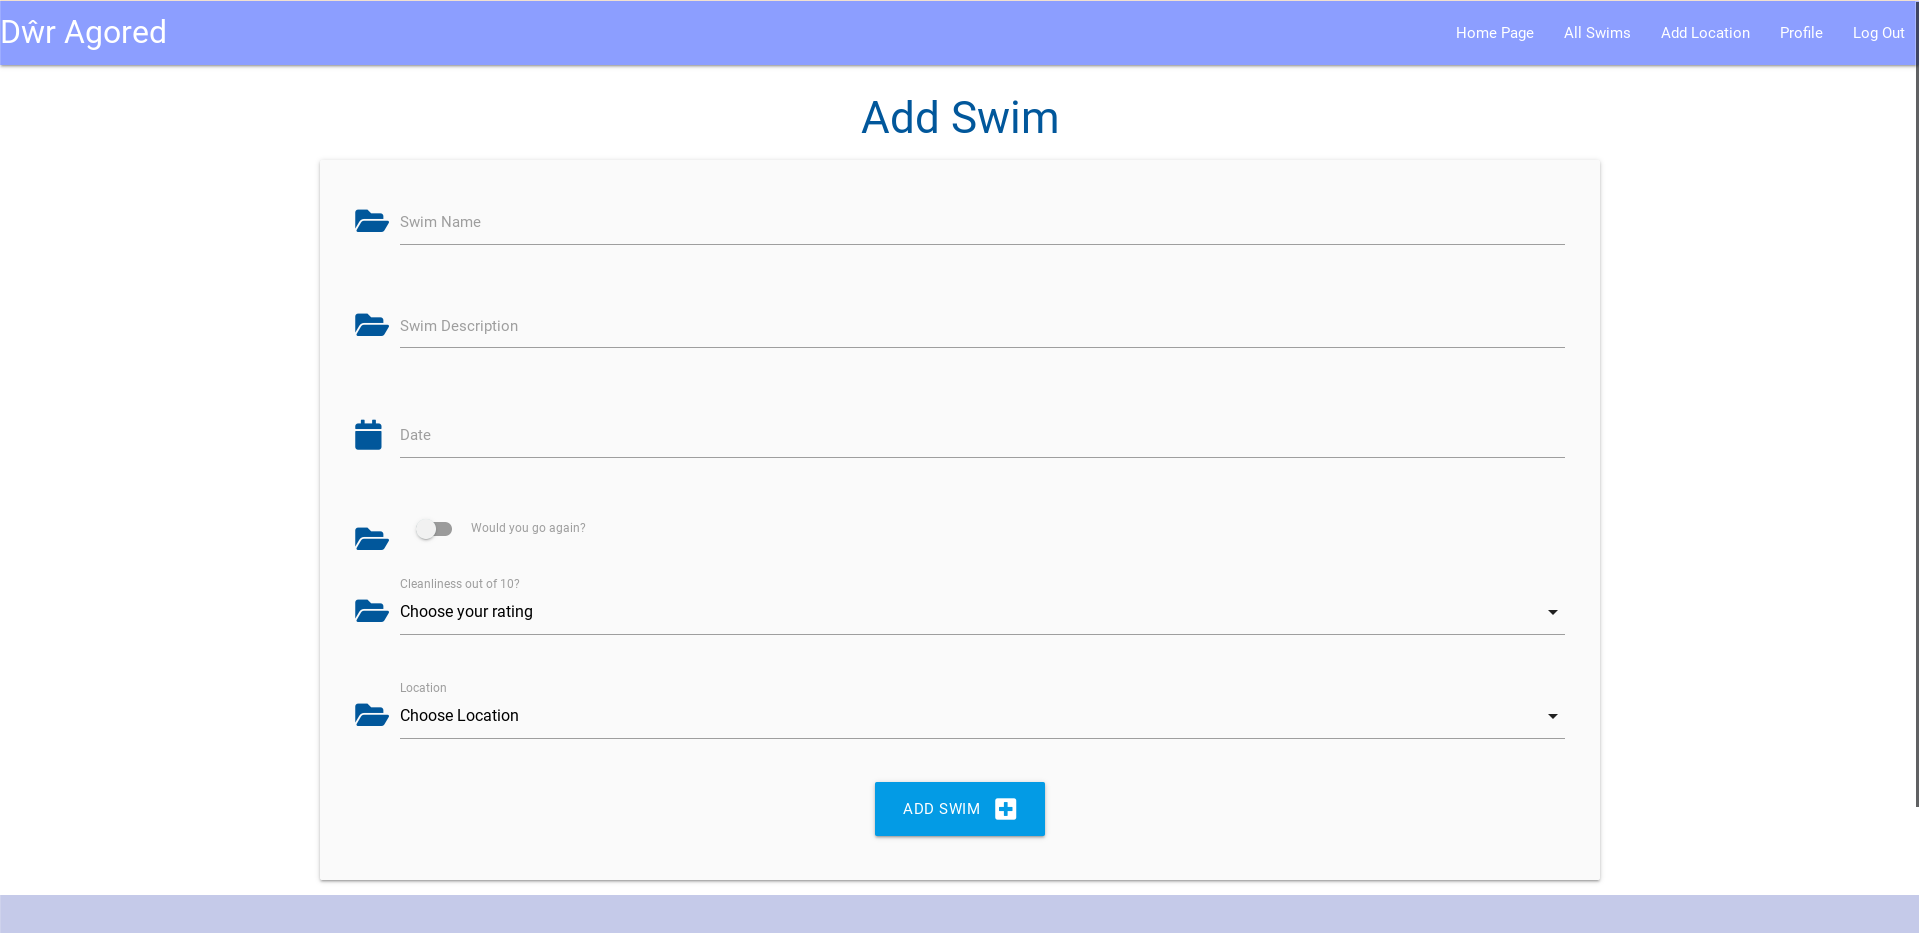 Dŵr Agored
Home Page
All Swims
Add Location
Profile
Log Out
Add Swim
Swim Name
Swim Description
Date
Would you go again?
Cleanliness out of 10?
Choose your rating
Location
Choose Location
ADD SWIM